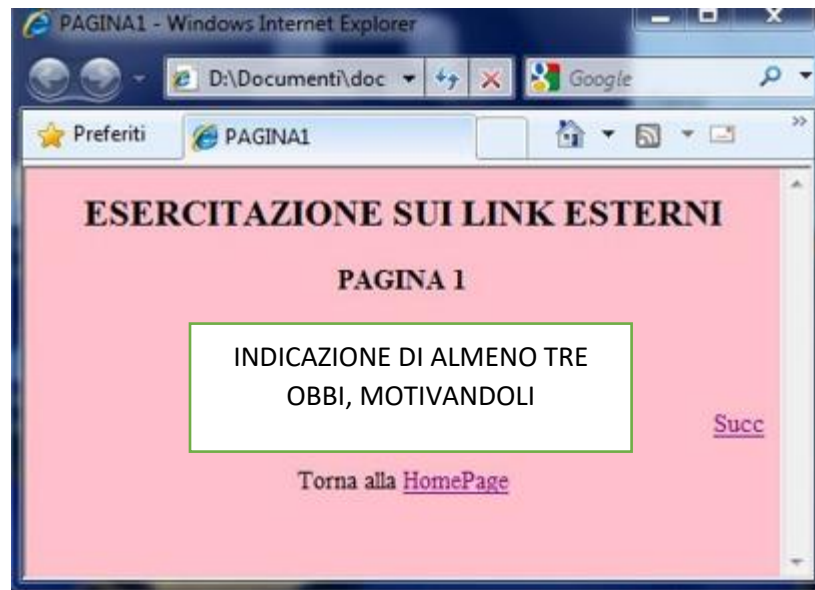 PAGINA1 - Windows Internet Explorer
D:\Documenti\doc
Google
Preferiti
PAGINA1
»
ESERCITAZIONE SUI LINK ESTERNI
PAGINA 1
INDICAZIONE DI ALMENO TRE
OBBI, MOTIVANDOLI
Succ
Torna alla HomePage